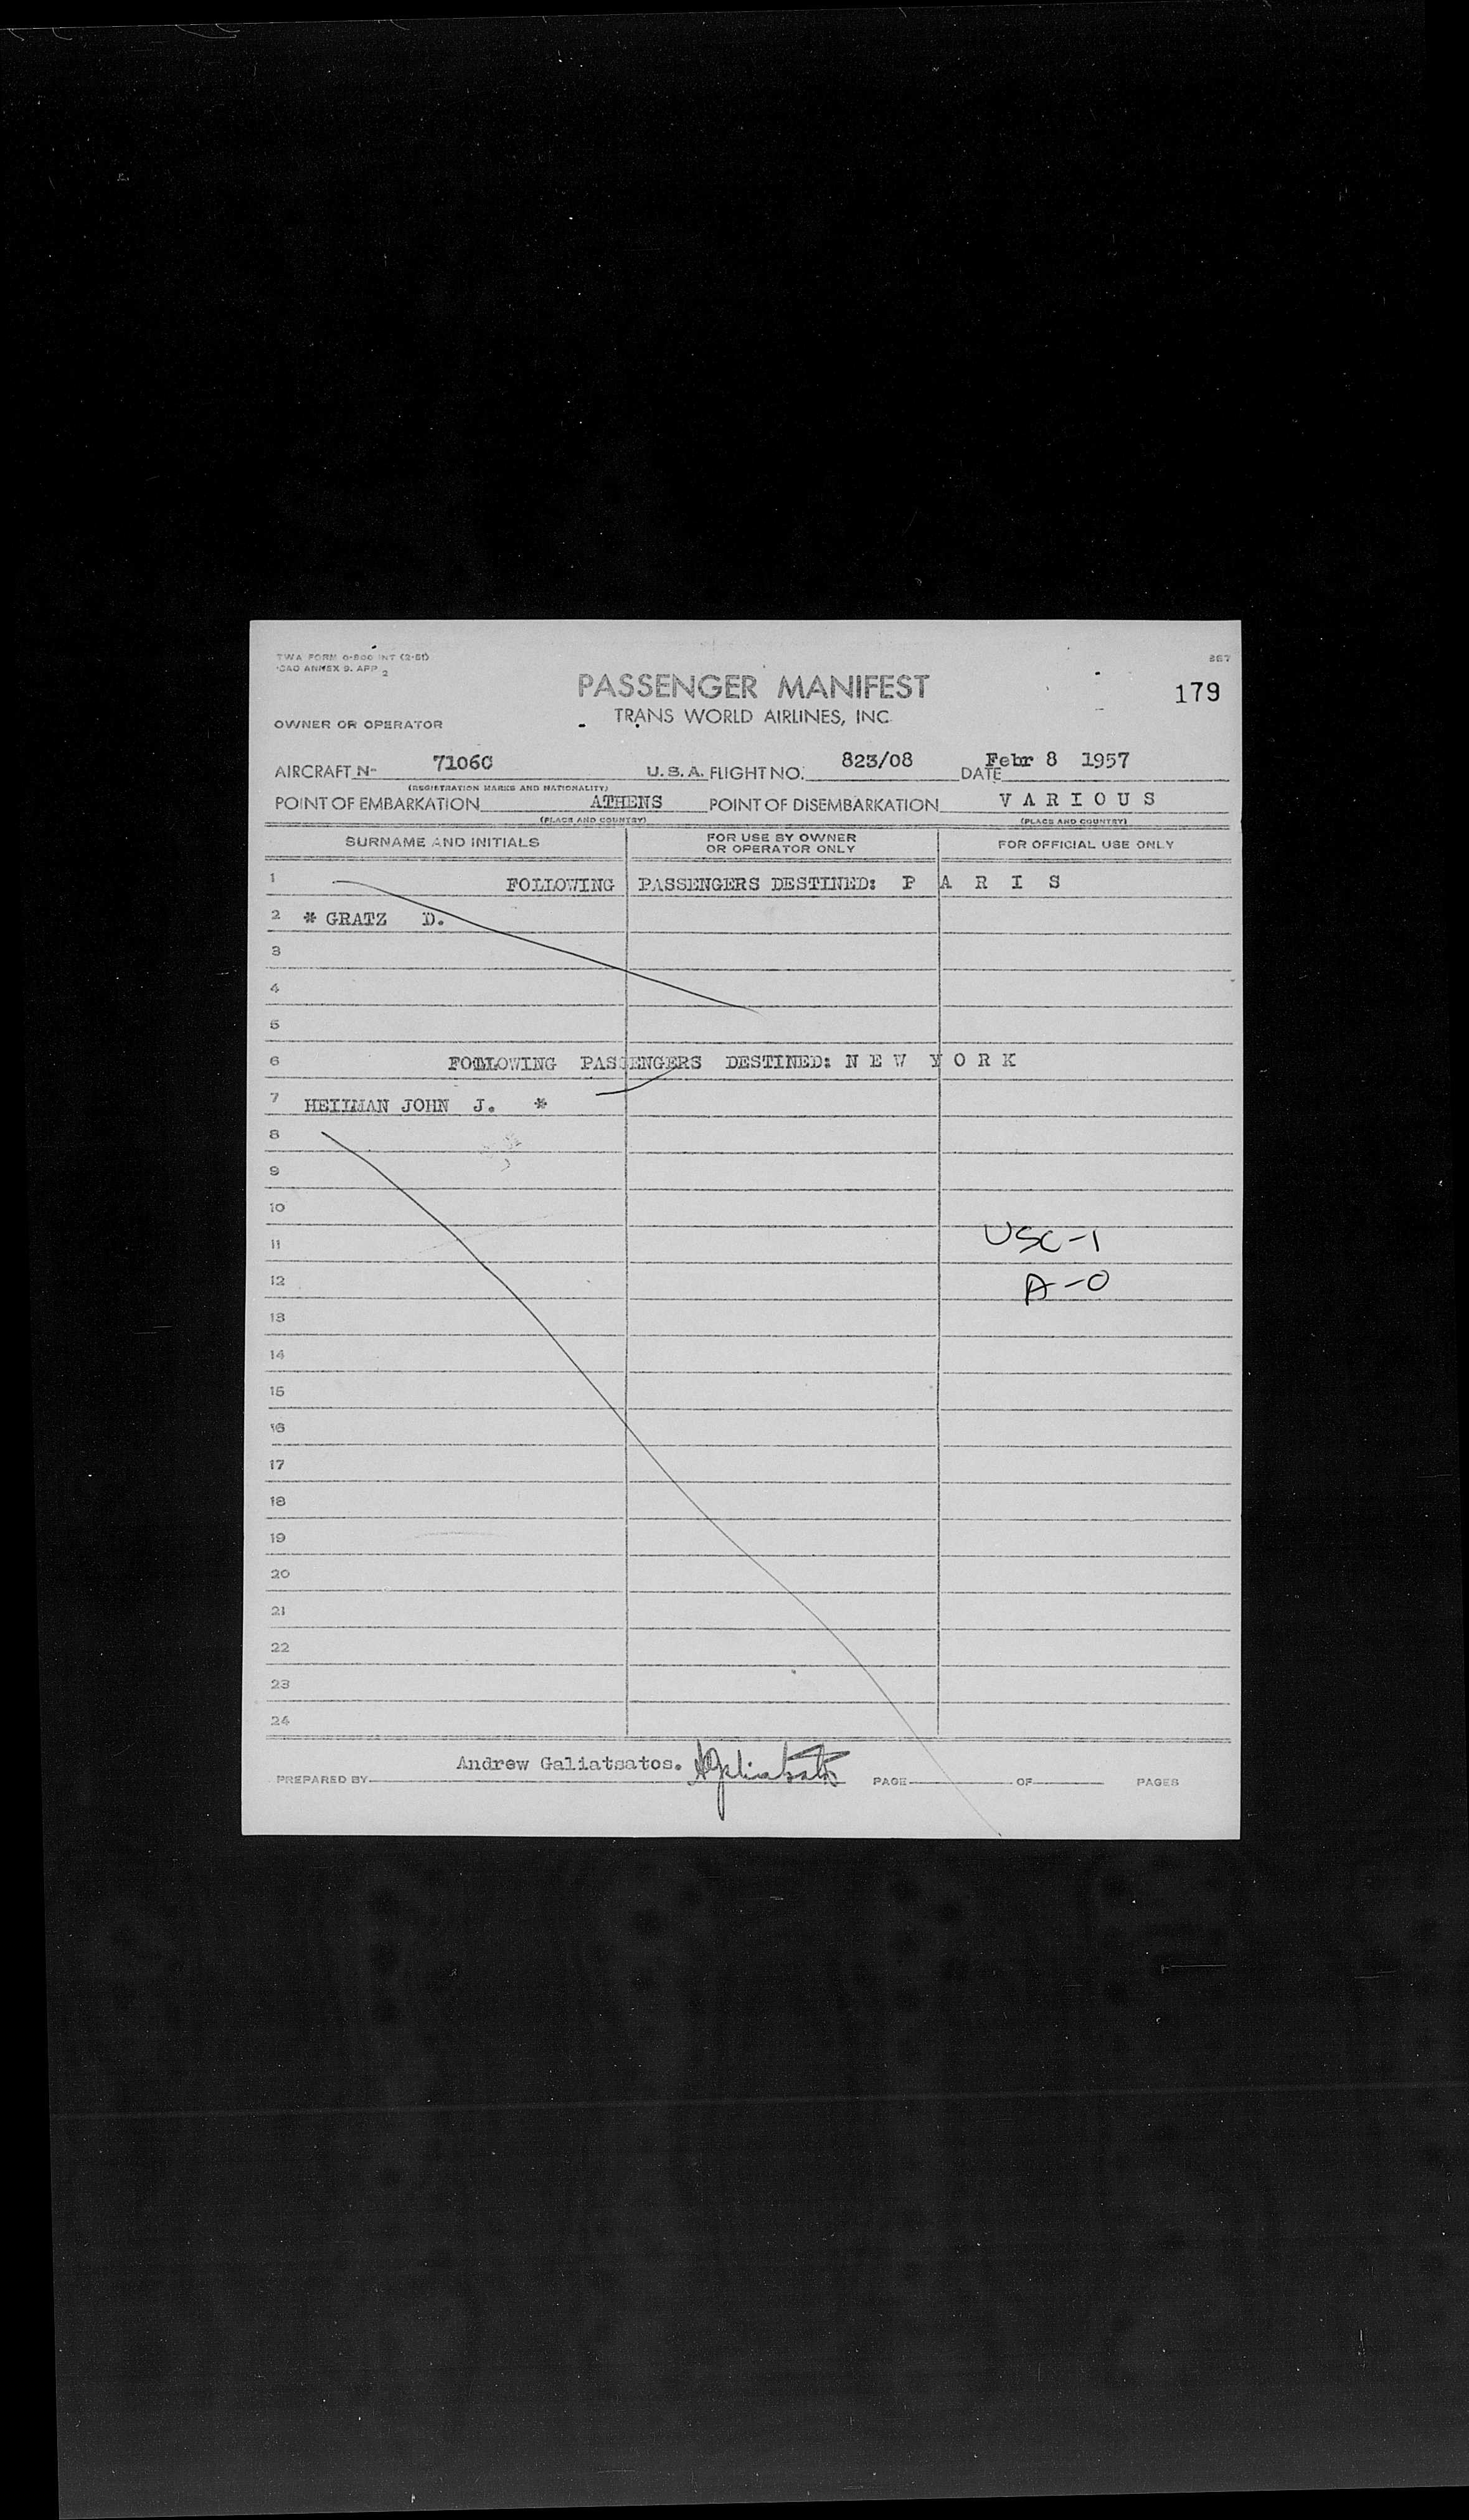 TWA FORM 0-800 INT (2-51)
ICAO ANNEX 9. APP 2
PASSENGER MANIFEST
179
OWNER OR OPERATOR
TRANS WORLD AIRLINES, INC.
AIRCRAFT No 7106C U.S.A. FLIGHT NO. 823/08 DATE Febr 8 1957
(REGISTRATION MARKS AND NATIONALITY)
POINT OF EMBARKATION ATHENS POINT OF DISEMBARKATION VARIOUS
(PLACE AND COUNTRY) (PLACE AND COUNTRY)
SURNAME AND INITIALS FOR USE BY OWNER OR OPERATOR ONLY FOR OFFICIAL USE ONLY
1 FOLLOWING PASSENGERS DESTINED: P A R I S
2 * GRATZ D.
3
4
5
6 FOLLOWING PASSENGERS DESTINED: N E W Y O R K
7 HEILMAN JOHN J. *
8
9
10
11 USC-1
12 A-0
13
14
15
16
17
18
19
20
21
22
23
24
PREPARED BY Andrew Galiatsatos. AGaliatsatos PAGE OF PAGES